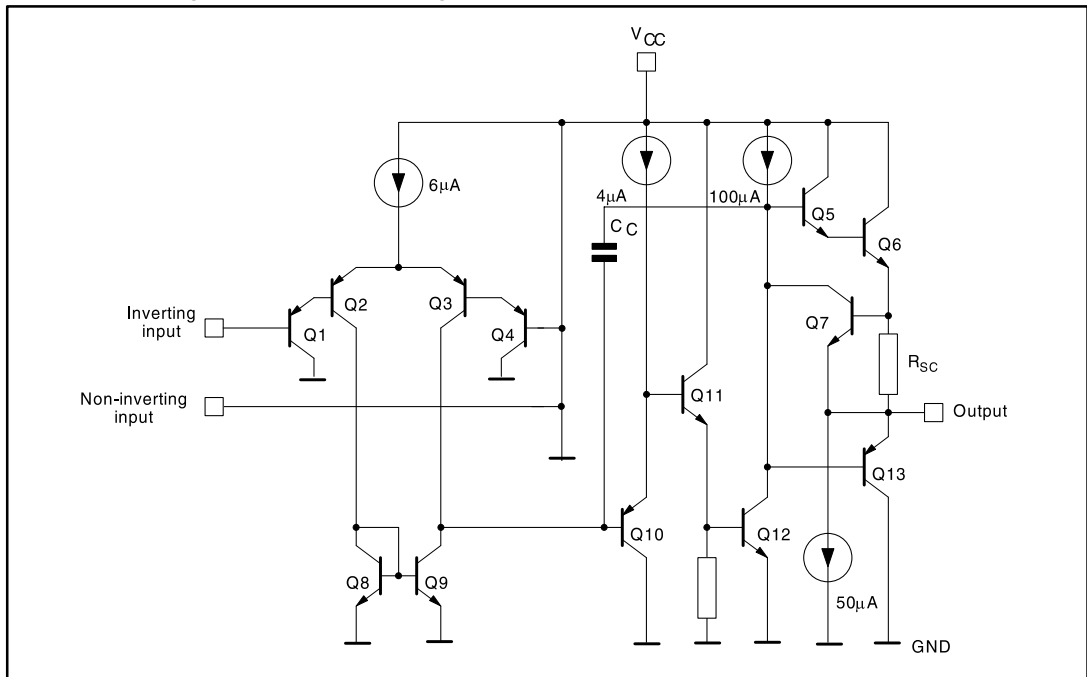 V CC
6µA
4µA
100µA
C C
Q5
Q6
Inverting
input
Q1
Q2
Q3
Q4
Q7
R SC
Non-inverting
input
Q11
Output
Q13
Q10
Q12
Q8
Q9
50µA
GND